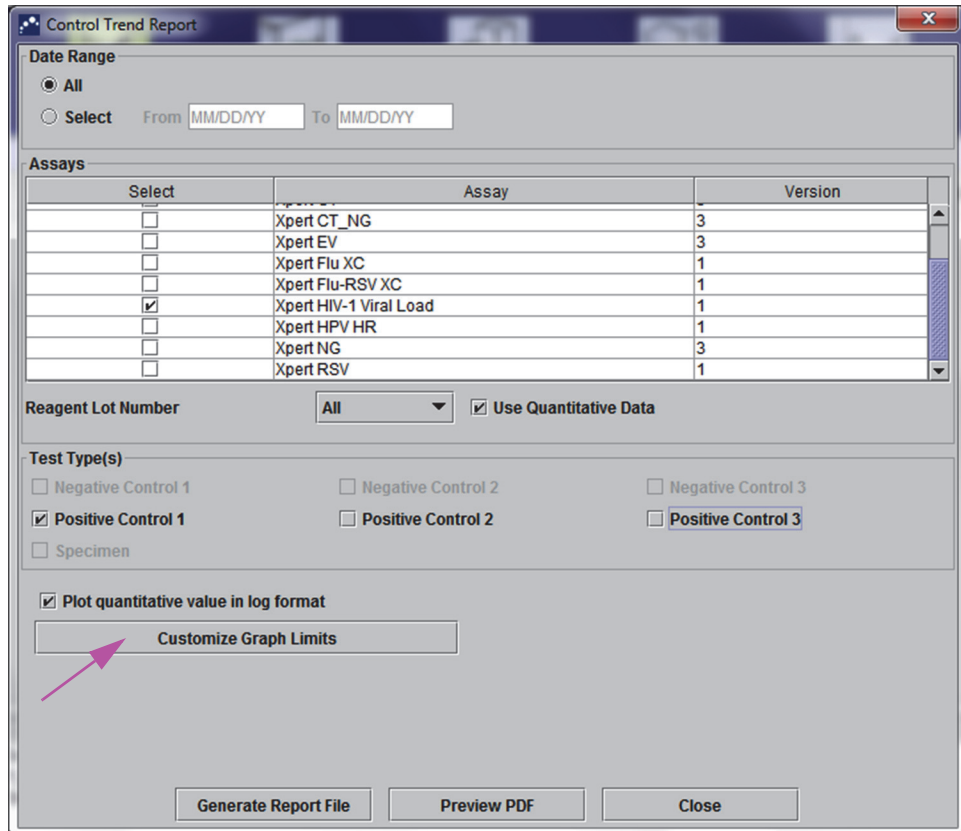 Control Trend Report
Date Range
All
Select From MM/DD/YY To MM/DD/YY
Assays
Select Assay Version
Xpert CT_NG 3
Xpert EV 3
Xpert Flu XC 1
Xpert Flu-RSV XC 1
Xpert HIV-1 Viral Load 1
Xpert HPV HR 1
Xpert NG 3
Xpert RSV 1
Reagent Lot Number All Use Quantitative Data
Test Type(s)
Negative Control 1 Negative Control 2 Negative Control 3
Positive Control 1 Positive Control 2 Positive Control 3
Specimen
Plot quantitative value in log format
Customize Graph Limits
Generate Report File Preview PDF Close